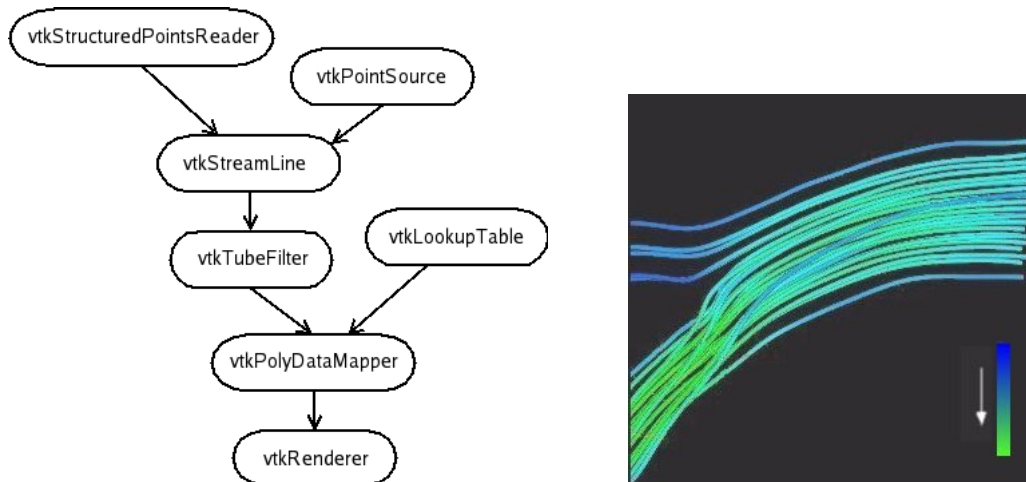 vtkStructuredPointsReader
vtkPointSource
vtkStreamLine
vtkLookupTable
vtkTubeFilter
vtkPolyDataMapper
vtkRenderer